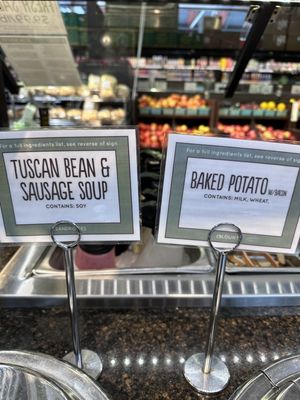 For a full ingredients list, see reverse of sign
TUSCAN BEAN &
SAUSAGE SOUP
CONTAINS: SOY
For a full ingredients list, see reverse of sign
BAKED POTATO W/ BACON
CONTAINS: MILK, WHEAT,